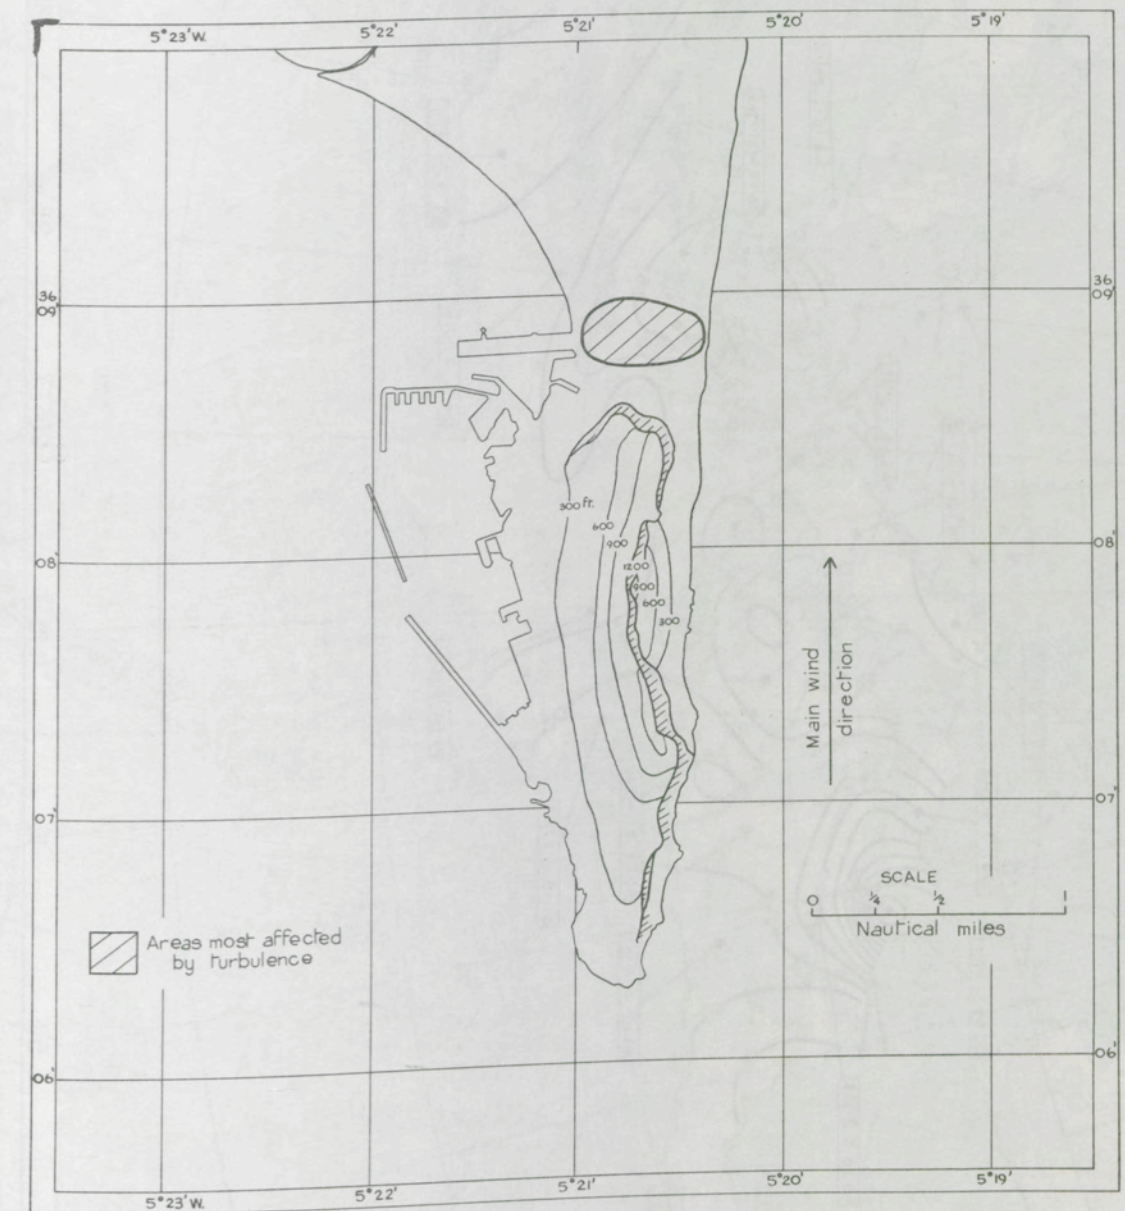 5°23'W.
5°22'
5°21'
5°20'
5°19'
36
09'
36
09'
300 ft.
600
900
08'
08'
1200
900
600
300
Main wind
direction
07'
07'
SCALE
0 ¼ ½ 1
Nautical miles
Areas most affected
by turbulence
06'
06'
5°23'W.
5°22'
5°21'
5°20'
5°19'